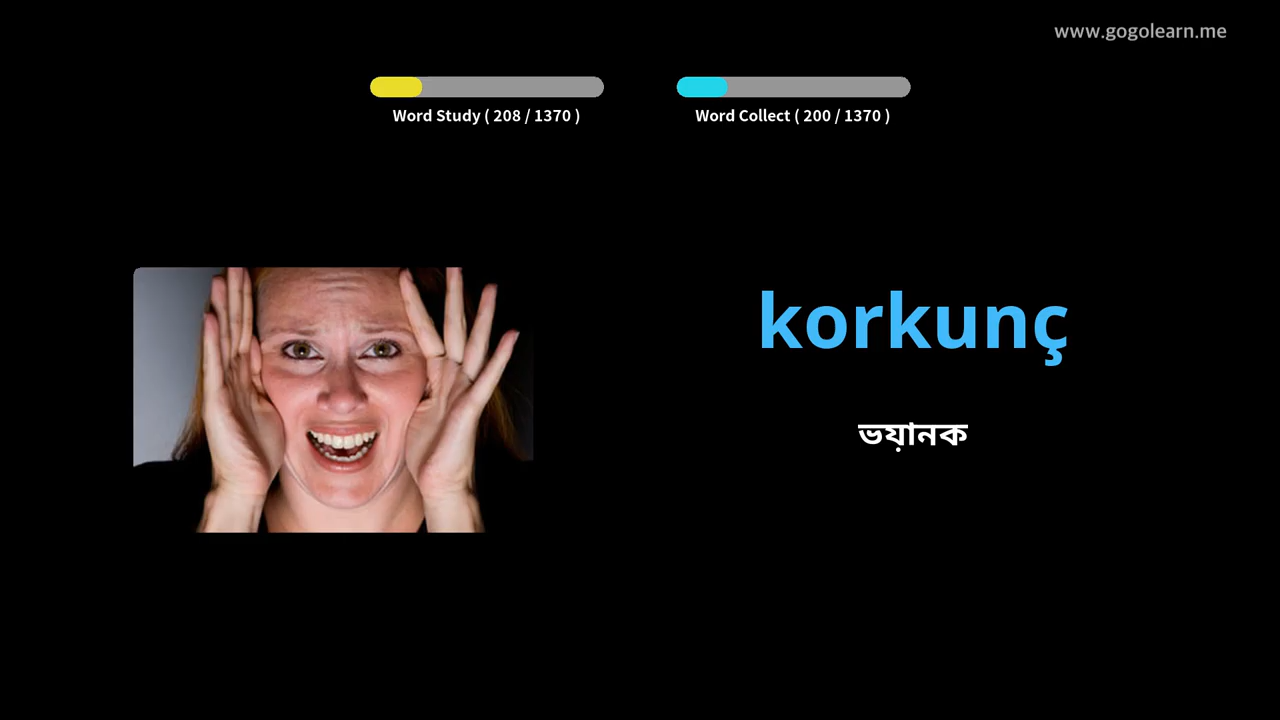 www.gogolearn.me
Word Study ( 208 / 1370 )
Word Collect ( 200 / 1370 )
korkunç
ভয়ানক